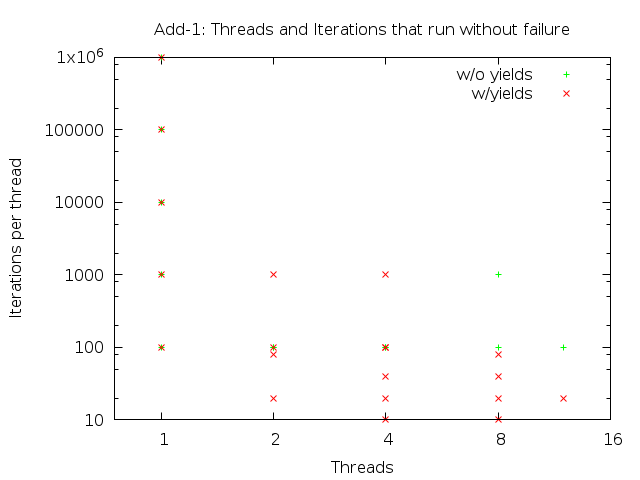 Add-1: Threads and Iterations that run without failure
1x10^6
100000
10000
1000
100
10
Iterations per thread
w/o yields
w/yields
1 2 4 8 16
Threads